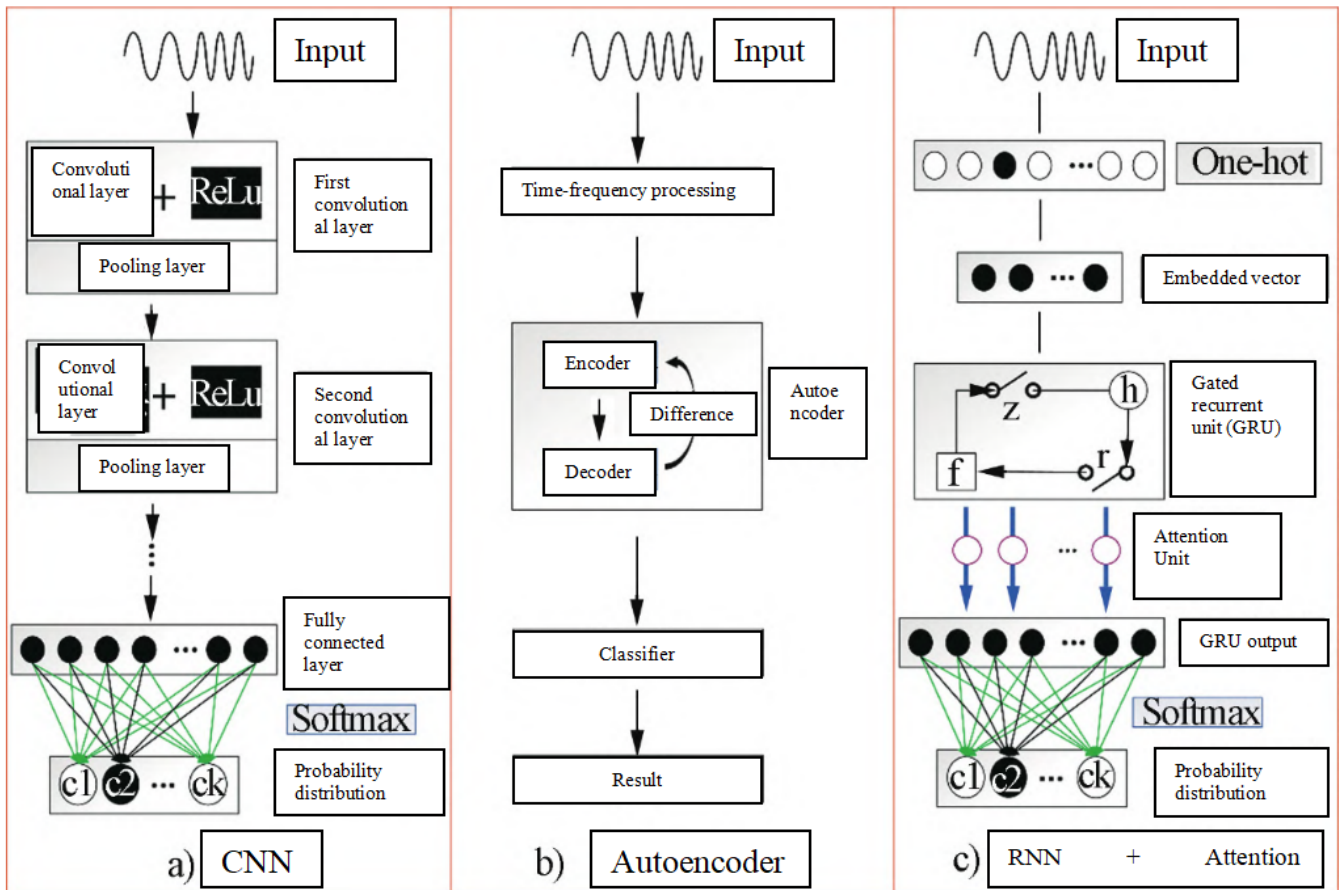 Input
Convoluti
onal layer
+
ReLu
First
convolution
al layer
Pooling layer
Convol
utional
layer
+
ReLu
Second
convolution
al layer
Pooling layer
...
...
Fully
connected
layer
Softmax
c1 c2 ... ck
Probability
distribution
a) CNN
Input
Time-frequency processing
Encoder
Difference
Decoder
Autoe
ncoder
Classifier
Result
b) Autoencoder
Input
...
One-hot
...
Embedded vector
z
h
f
r
Gated
recurrent
unit (GRU)
...
Attention
Unit
...
GRU output
Softmax
c1 c2 ... ck
Probability
distribution
c) RNN + Attention